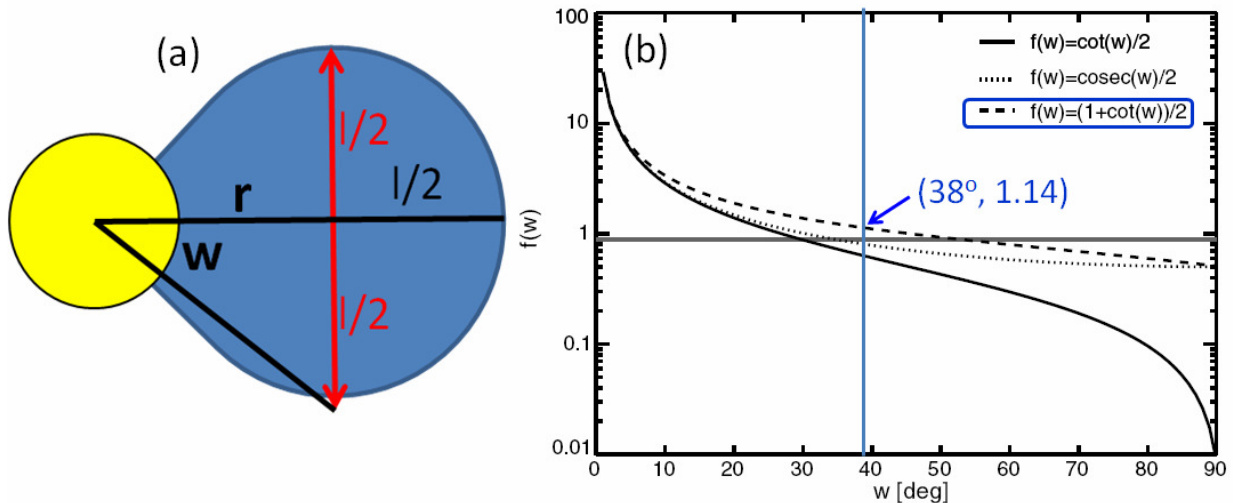 (a)
l/2
l/2
r
w
l/2
(b)
f(w)=cot(w)/2
f(w)=cosec(w)/2
f(w)=(1+cot(w))/2
(38º, 1.14)
100
10
1
0.1
0.01
f(w)
0 10 20 30 40 50 60 70 80 90
w [deg]